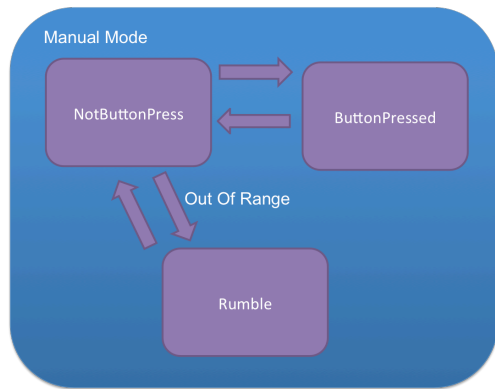 Manual Mode
NotButtonPress
ButtonPressed
Out Of Range
Rumble